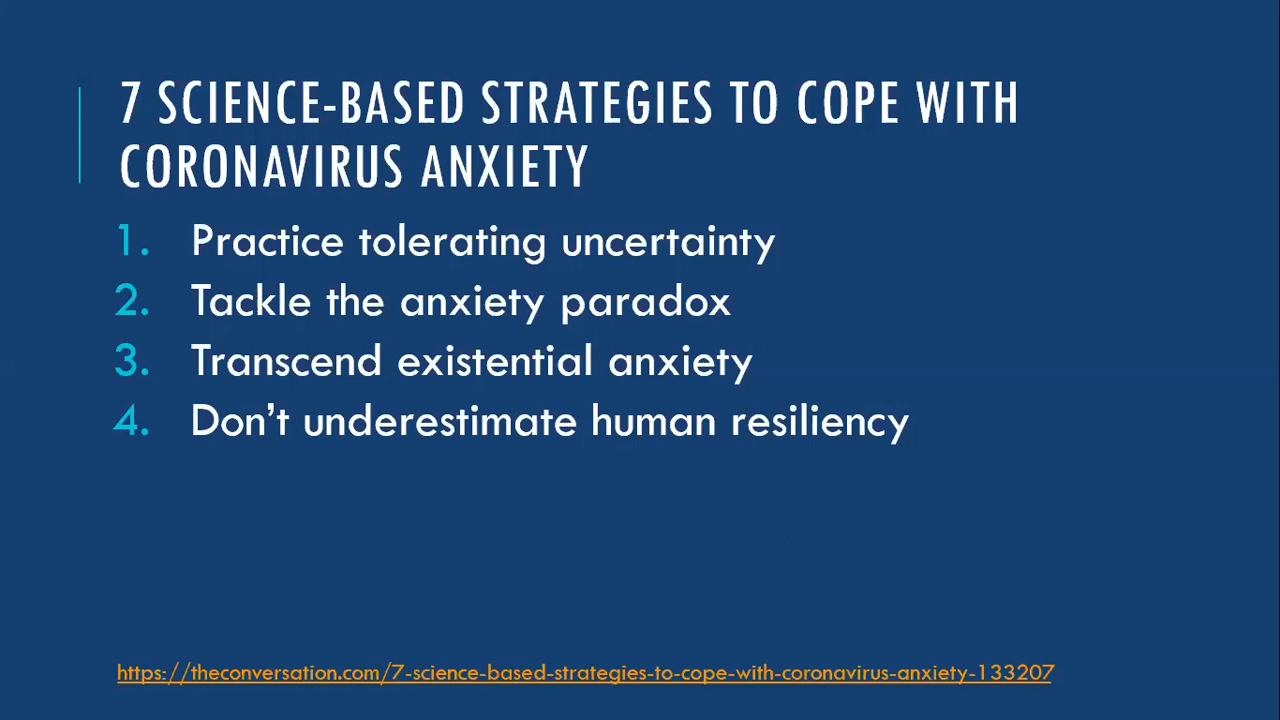 7 SCIENCE-BASED STRATEGIES TO COPE WITH
CORONAVIRUS ANXIETY
1. Practice tolerating uncertainty
2. Tackle the anxiety paradox
3. Transcend existential anxiety
4. Don’t underestimate human resiliency
https://theconversation.com/7-science-based-strategies-to-cope-with-coronavirus-anxiety-133207